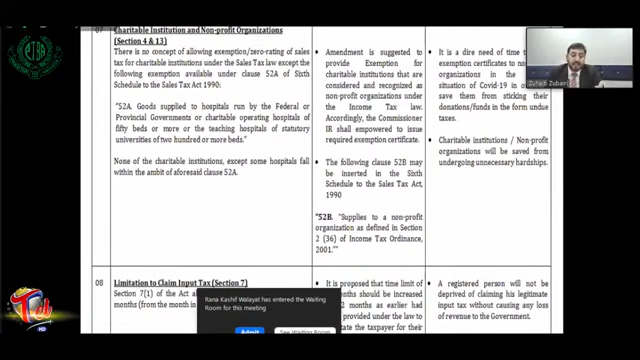 07
Charitable Institution and Non-profit Organizations
(Section 4 & 13)
There is no concept of allowing exemption/zero-rating of sales
tax for charitable institutions under the Sales Tax law except the
following exemption available under clause 52A of Sixth
Schedule to the Sales Tax Act 1990:
"52A. Goods supplied to hospitals run by the Federal or
Provincial Governments or charitable operating hospitals of
fifty beds or more or the teaching hospitals of statutory
universities of two hundred or more beds."
None of the charitable institutions, except some hospitals fall
within the ambit of aforesaid clause 52A.
• Amendment is suggested to
provide Exemption for
charitable institutions that are
considered and recognized as
non-profit organizations under
the Income Tax law.
Accordingly, the Commissioner
IR shall empowered to issue
required exemption certificate.
• The following clause 52B may
be inserted in the Sixth
Schedule to the Sales Tax Act,
1990
"52B. "Supplies to a non-profit
organization as defined in Section
2 (36) of Income Tax Ordinance,
2001.""
• It is a dire need of time t
exemption certificates to no
organizations in the
situation of Covid-19 in o
save them from sticking their
donations/funds in the form undue
taxes.
• Charitable institutions / Non-profit
organizations will be saved from
undergoing unnecessary hardships.
Zuhaib Zubair
08
Limitation to Claim Input Tax (Section 7)
Section 7(1) of the Act al
months (from the month in
• It is proposed that time limit of
onths should be increased
2 months as earlier had
provided under the law to
tate the taxpayer for their
• A registered person will not be
deprived of claiming his legitimate
input tax without causing any loss
of revenue to the Government.
Rana Kashif Walayat has entered the Waiting
Room for this meeting
Admit
See Waiting Room
PTBA
HD